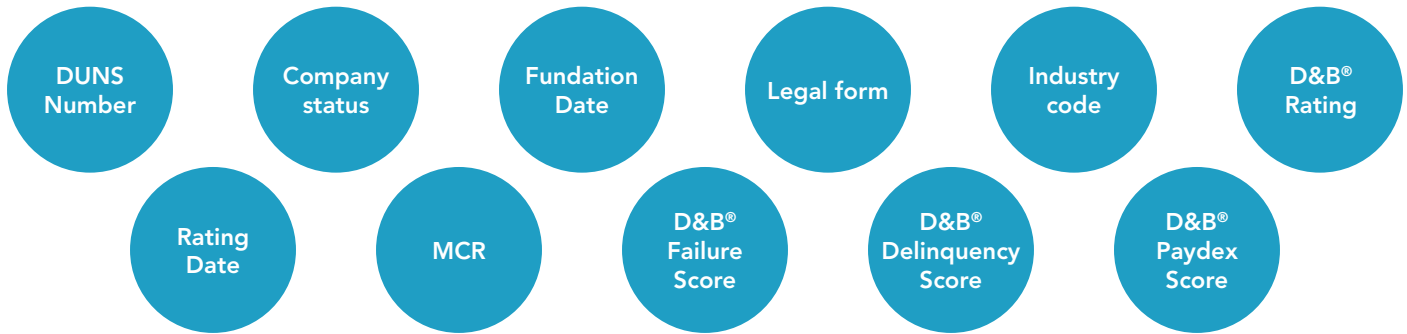 DUNS
Number
Company
status
Fundation
Date
Legal form
Industry
code
D&B®
Rating
Rating
Date
MCR
D&B®
Failure
Score
D&B®
Delinquency
Score
D&B®
Paydex
Score